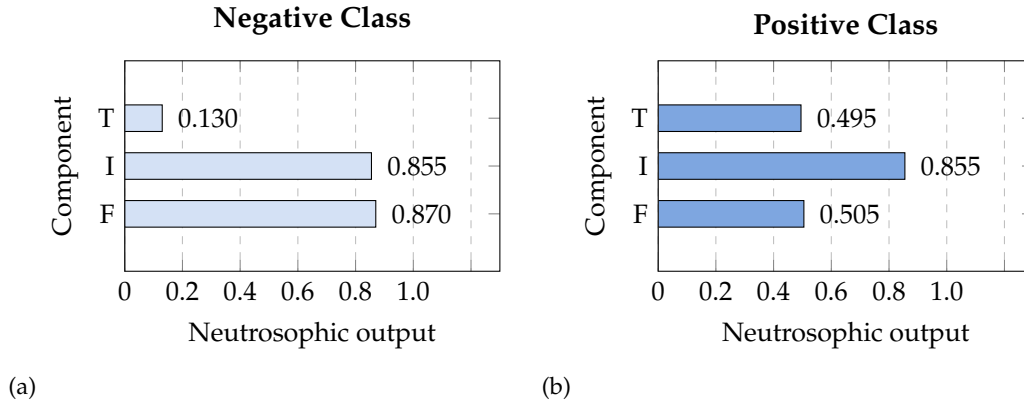 Negative Class
Component
T
0.130
I
0.855
F
0.870
0 0.2 0.4 0.6 0.8 1.0
Neutrosophic output
(a)
Positive Class
Component
T
0.495
I
0.855
F
0.505
0 0.2 0.4 0.6 0.8 1.0
Neutrosophic output
(b)